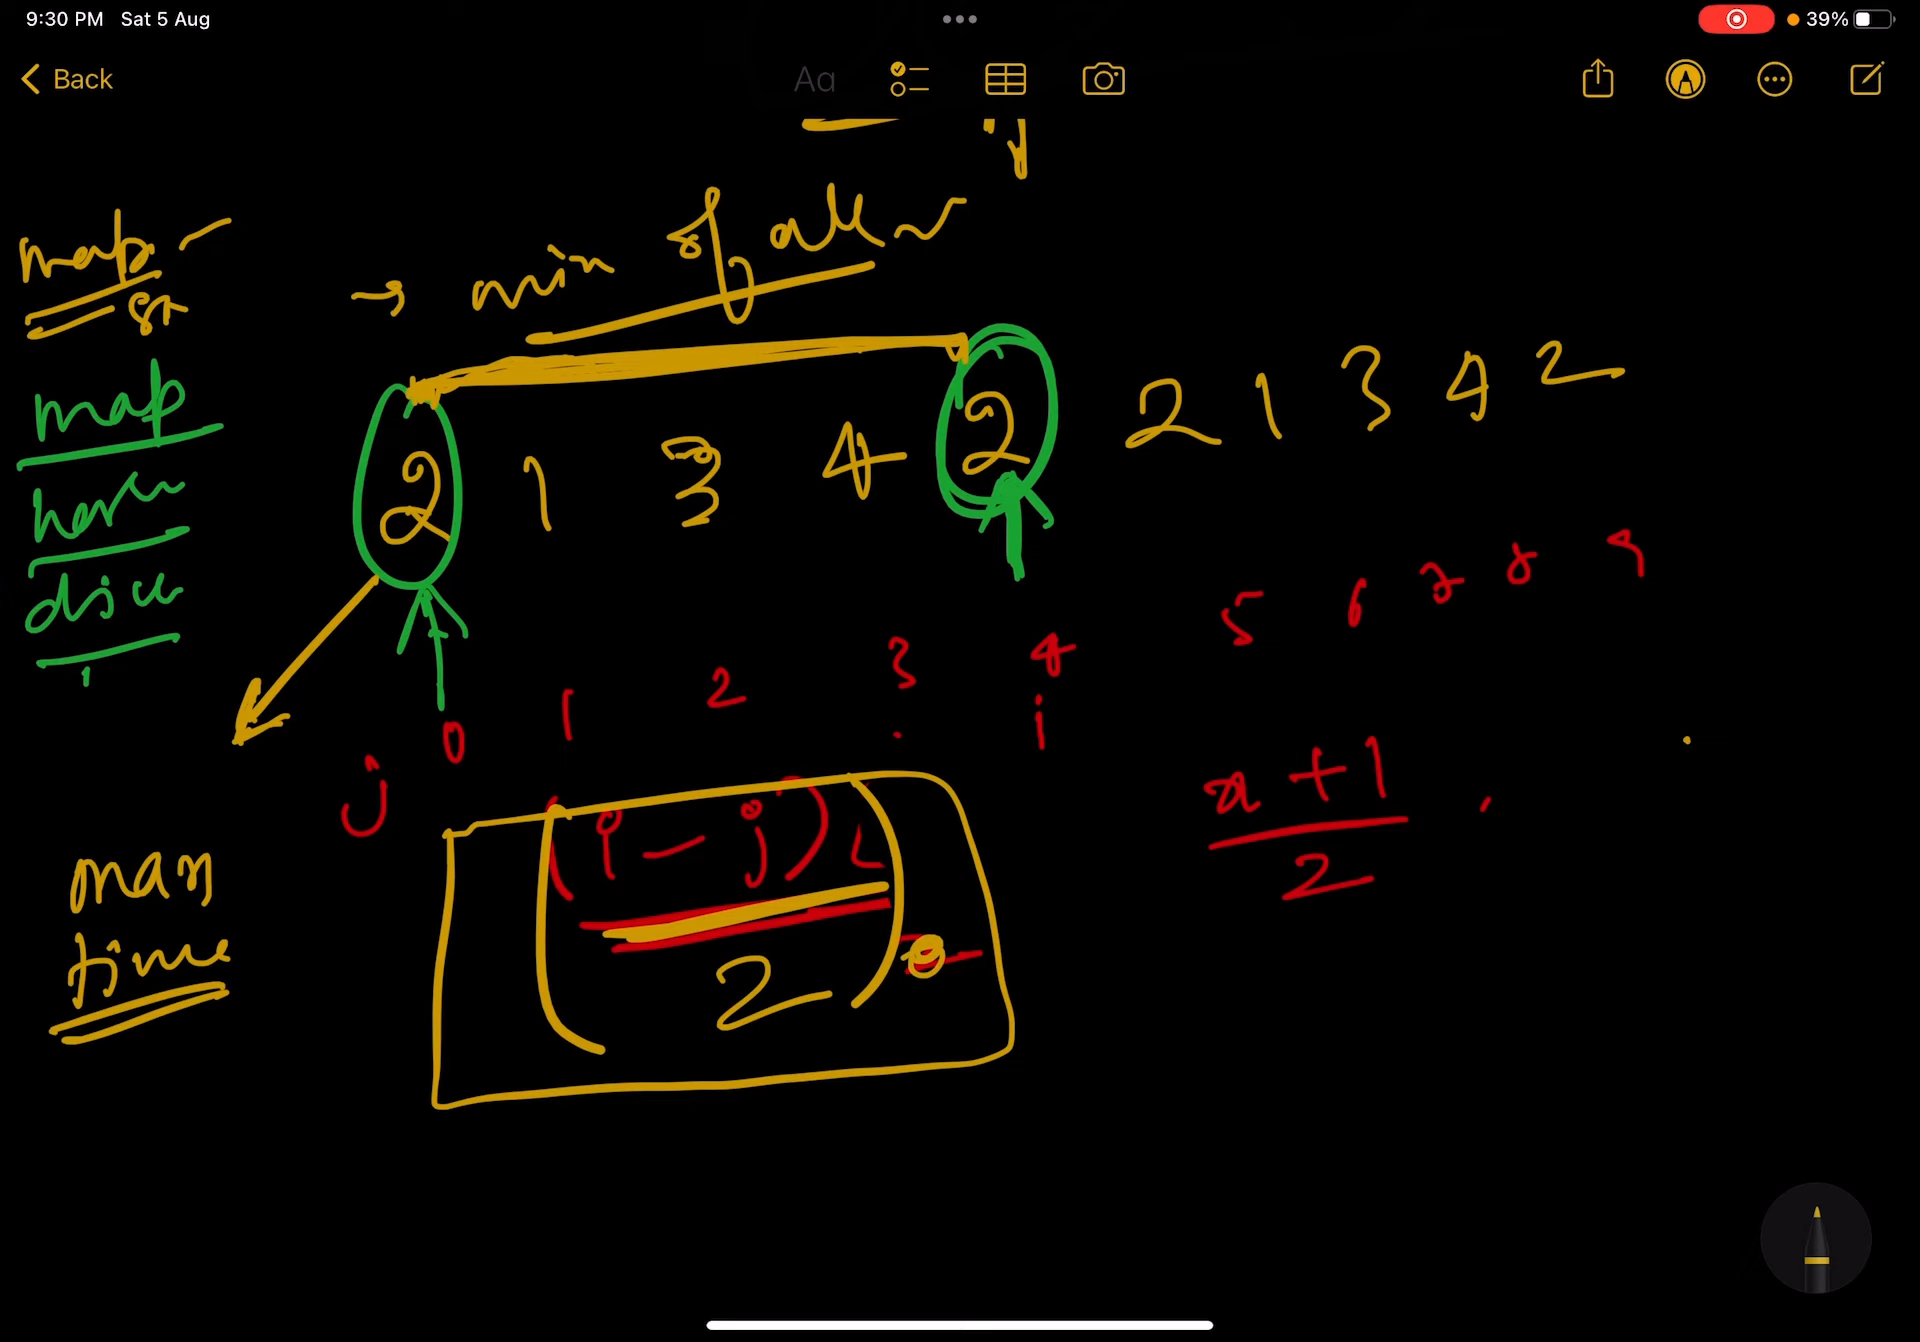 9:30 PM Sat 5 Aug
39%
Back
Aa
map
→ min of all
map
disc
2 1 3 4 2 2 1 3 4 2
0 1 2 3 4 5 6 7 8 9
j i
(i - j)
2
x + 1
2
max
time